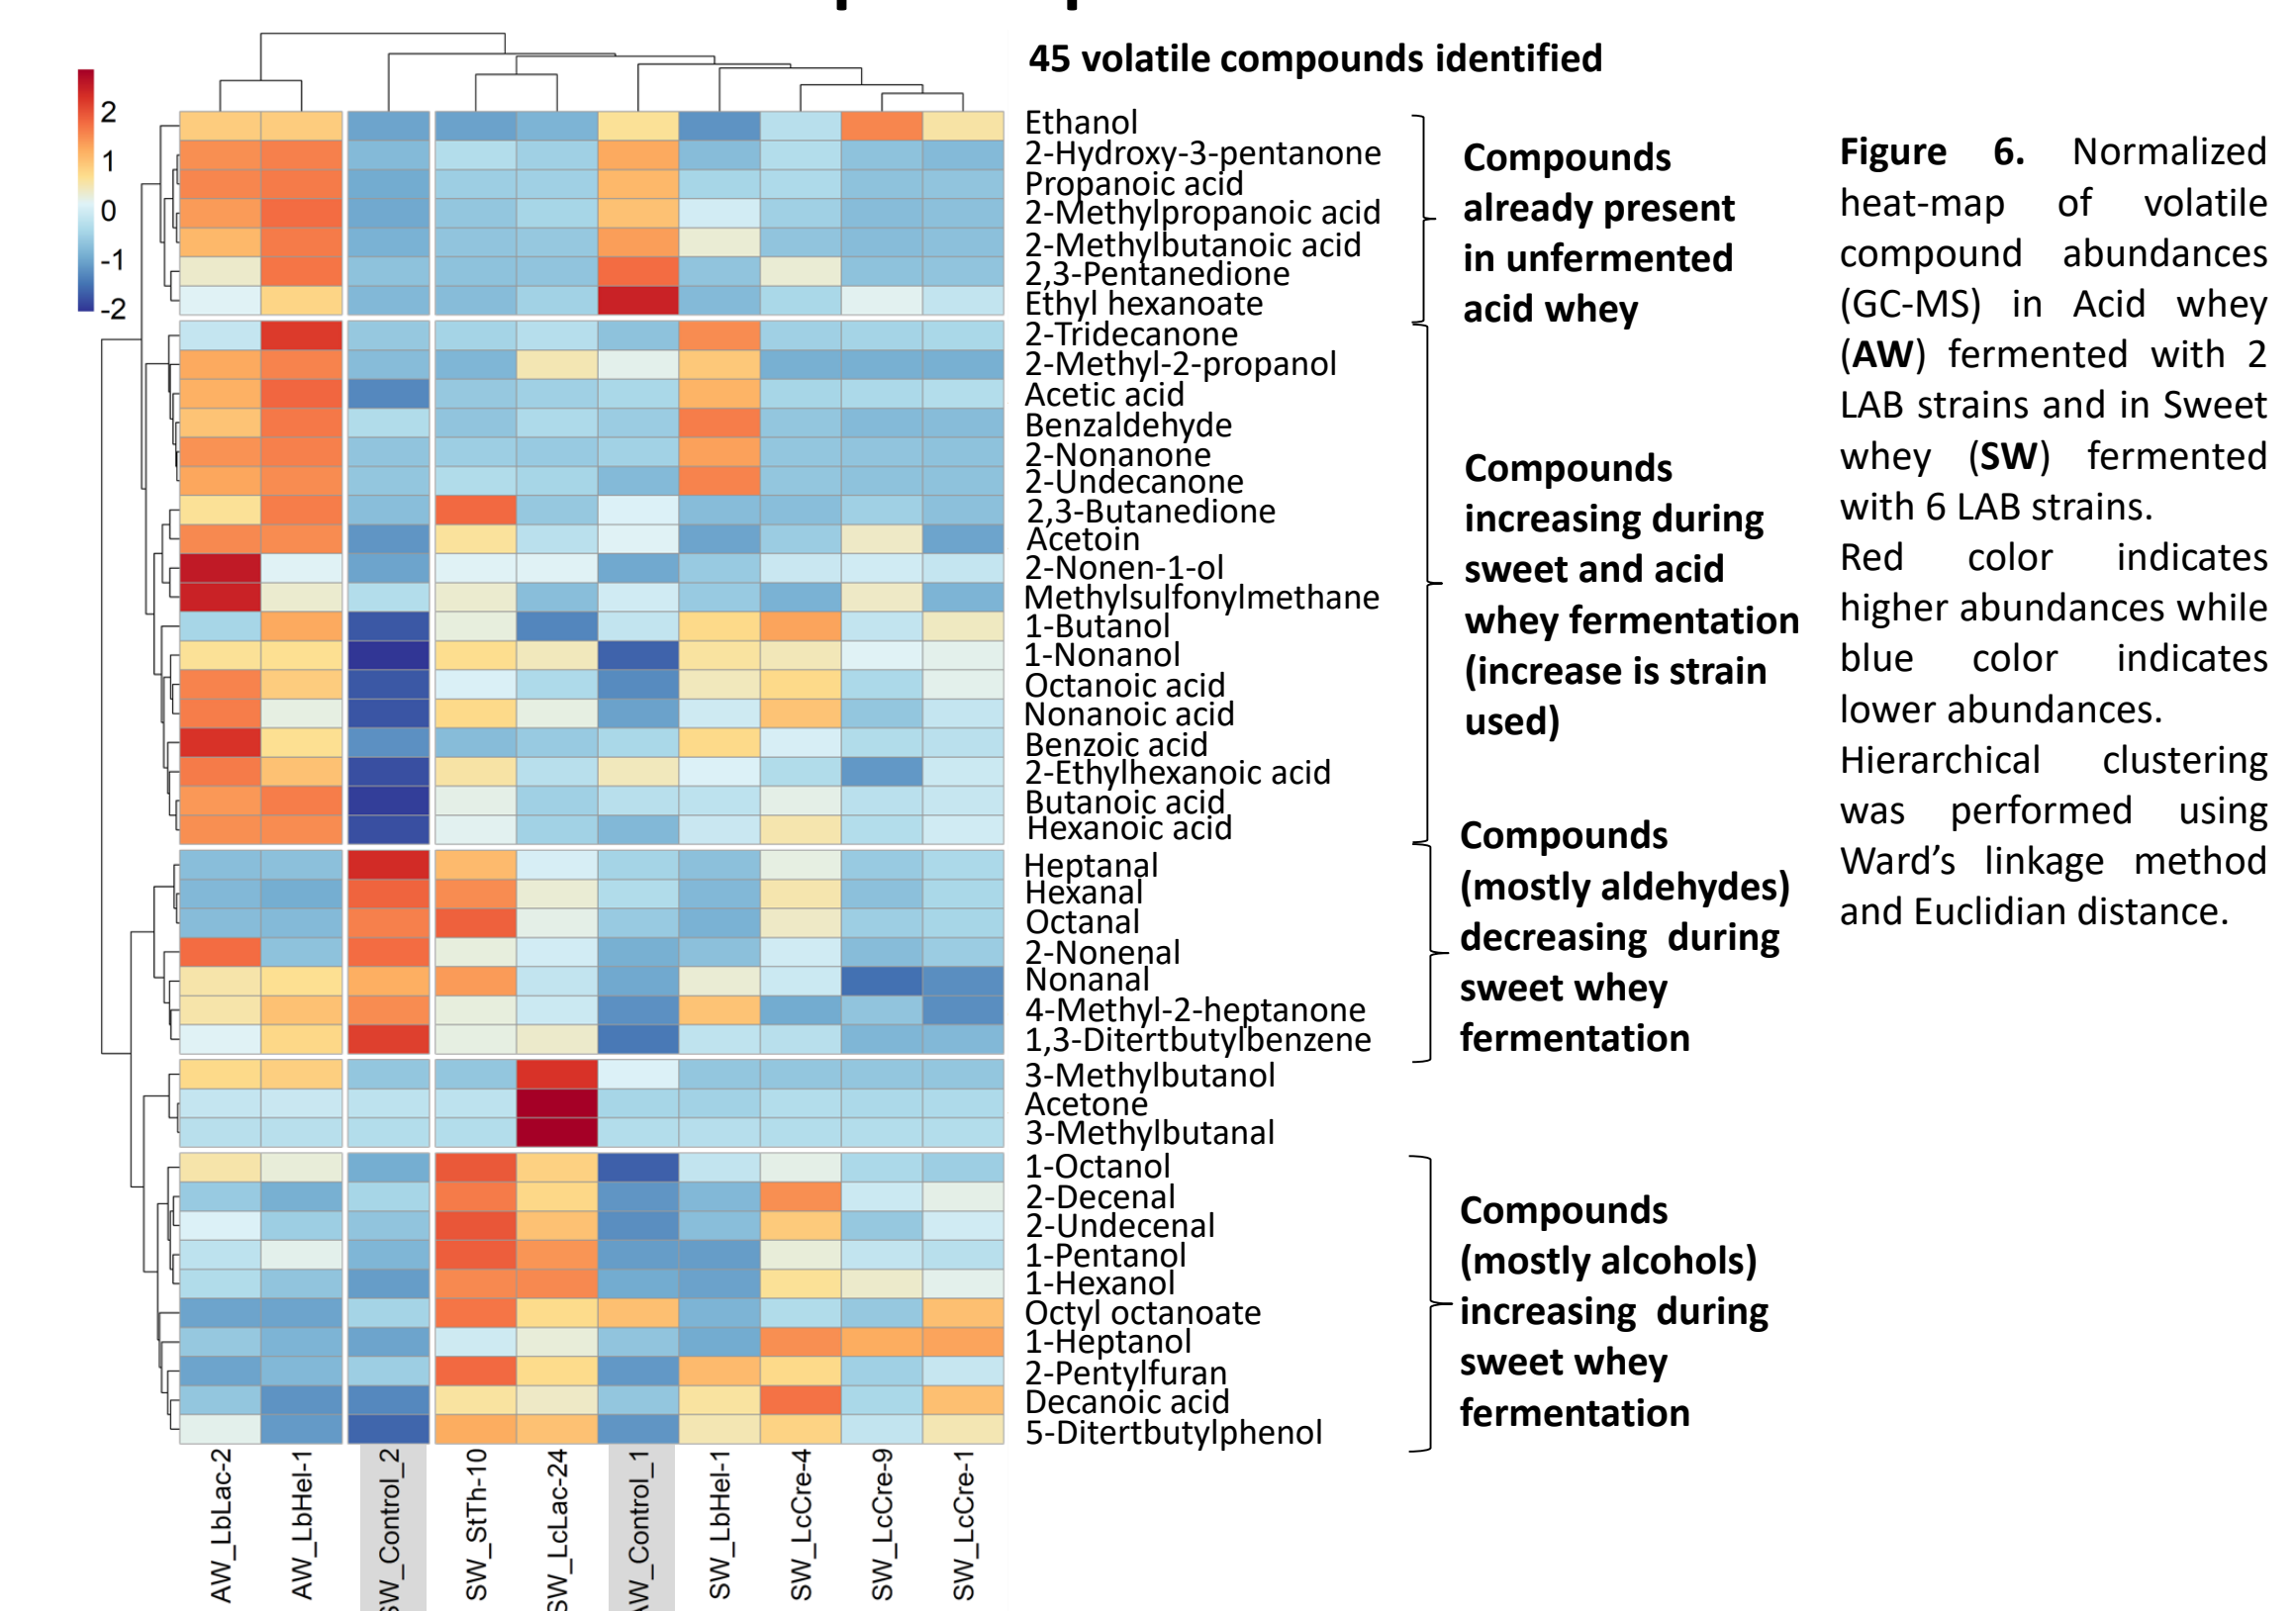 45 volatile compounds identified
2
1
0
-1
-2
Ethanol
2-Hydroxy-3-pentanone
Propanoic acid
2-Methylpropanoic acid
2-Methylbutanoic acid
2,3-Pentanedione
Ethyl hexanoate
2-Tridecanone
2-Methyl-2-propanol
Acetic acid
Benzaldehyde
2-Nonanone
2-Undecanone
2,3-Butanedione
Acetoin
2-Nonen-1-ol
Methylsulfonylmethane
1-Butanol
1-Nonanol
Octanoic acid
Nonanoic acid
Benzoic acid
2-Ethylhexanoic acid
Butanoic acid
Hexanoic acid
Heptanal
Hexanal
Octanal
2-Nonenal
Nonanal
4-Methyl-2-heptanone
1,3-Ditertbutylbenzene
3-Methylbutanol
Acetone
3-Methylbutanal
1-Octanol
2-Decenal
2-Undecenal
1-Pentanol
1-Hexanol
Octyl octanoate
1-Heptanol
2-Pentylfuran
Decanoic acid
5-Ditertbutylphenol
Compounds
already present
in unfermented
acid whey
Compounds
increasing during
sweet and acid
whey fermentation
(increase is strain
used)
Compounds
(mostly aldehydes)
decreasing during
sweet whey
fermentation
Compounds
(mostly alcohols)
increasing during
sweet whey
fermentation
Figure 6. Normalized
heat-map of volatile
compound abundances
(GC-MS) in Acid whey
(AW) fermented with 2
LAB strains and in Sweet
whey (SW) fermented
with 6 LAB strains.
Red color indicates
higher abundances while
blue color indicates
lower abundances.
Hierarchical clustering
was performed using
Ward’s linkage method
and Euclidian distance.
AW_LbLac-2
AW_LbHel-1
SW_Control_2
SW_StTh-10
SW_LcLac-24
AW_Control_1
SW_LbHel-1
SW_LcCre-4
SW_LcCre-9
SW_LcCre-1